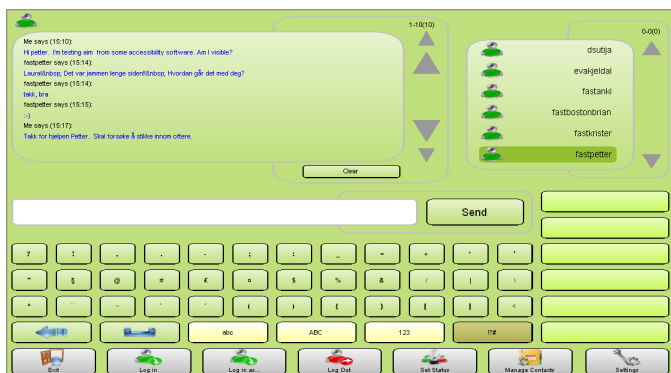 1-10(10)
0-0(0)
Me says (15:10):
Hi petter. I'm testing aim from some accessibility software. Am I visible?
fastpetter says (15:14):
Laura!&nbsp; Det var jammen lenge siden!&nbsp; Hvordan går det med deg?
fastpetter says (15:14):
takk, bra
fastpetter says (15:15):
:-)
Me says (15:17):
Takk for hjelpen Petter. Skal forsøke å stikke innom oftere.
Clear
dsutija
evakjeldal
fastanki
fastbostonbrian
fastkrister
fastpetter
Send
? ! , . - ; : _ = + ' '
" § @ # € ¤ $ % & / | \
* ¨ ~ ` ´ ( ) { } [ ] <
abc ABC 123 !?#
Exit Log in Log in as... Log Out Set Status Manage Contacts Settings